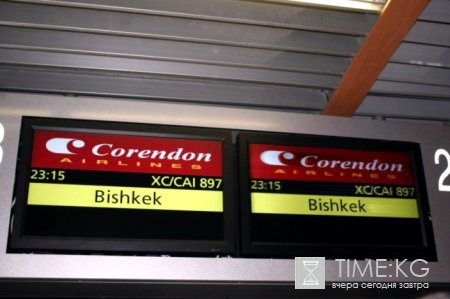 Corendon
AIRLINES
23:15 XC/CAI 897
Bishkek
Corendon
AIRLINES
23:15 XC/CAI 897
Bishkek
2
TIME:KG
вчера сегодня завтра